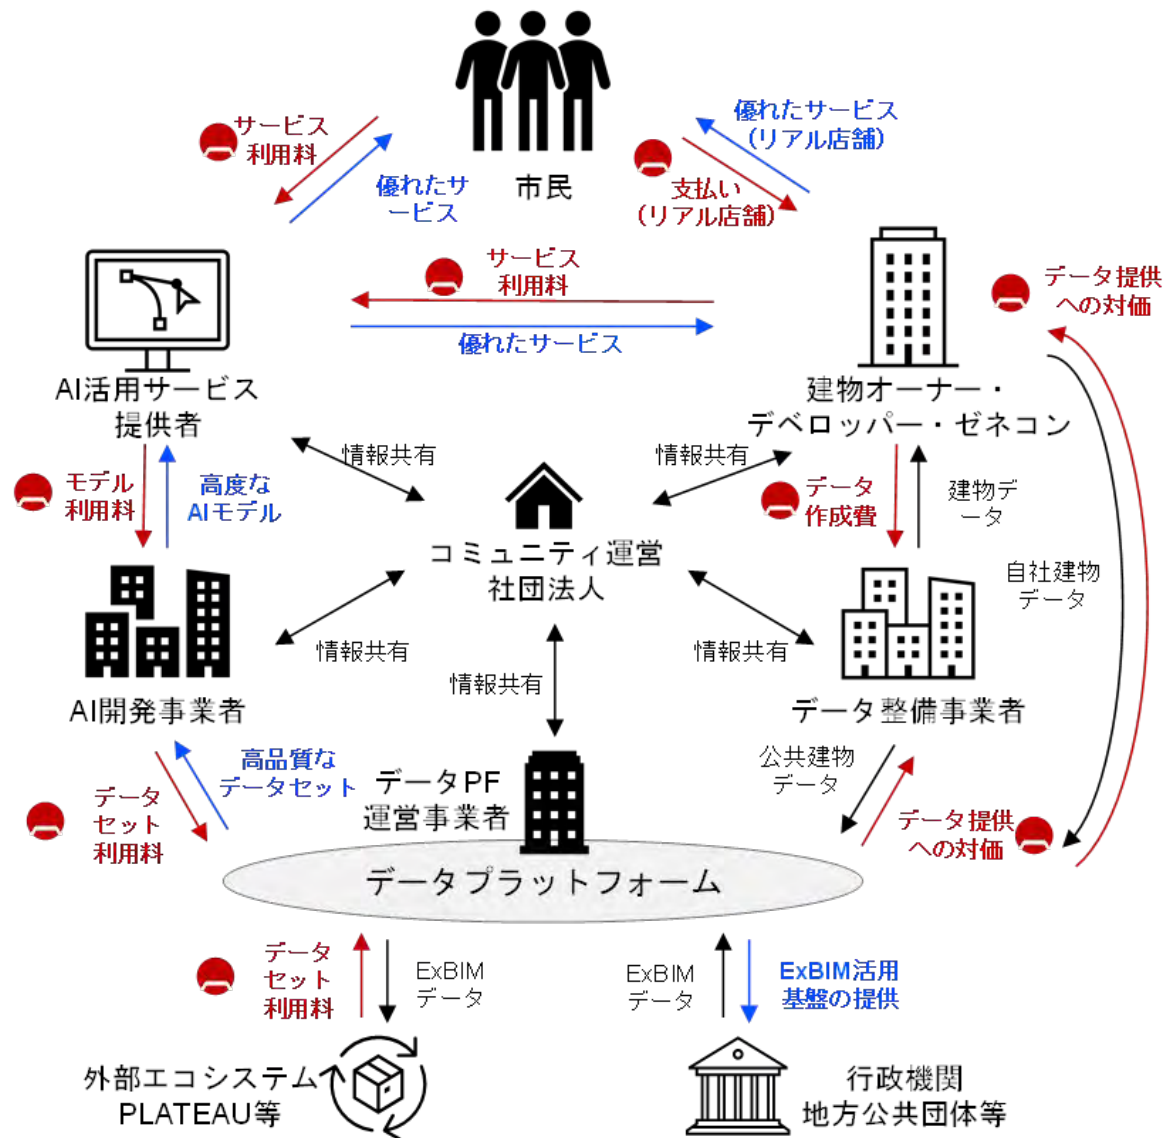 市民
サービス
利用料
優れたサ
ービス
優れたサービス
（リアル店舗）
支払い
（リアル店舗）
サービス
利用料
優れたサービス
データ提供
への対価
AI活用サービス
提供者
建物オーナー・
デベロッパー・ゼネコン
情報共有
情報共有
モデル
利用料
高度な
AIモデル
データ
作成費
建物デ
ータ
コミュニティ運営
社団法人
自社建物
データ
情報共有
情報共有
情報共有
AI開発事業者
データ整備事業者
高品質な
データセット
公共建物
データ
データ
セット
利用料
データPF
運営事業者
データ提供
への対価
データプラットフォーム
データ
セット
利用料
ExBIM
データ
ExBIM
データ
ExBIM活用
基盤の提供
外部エコシステム
PLATEAU等
行政機関
地方公共団体等